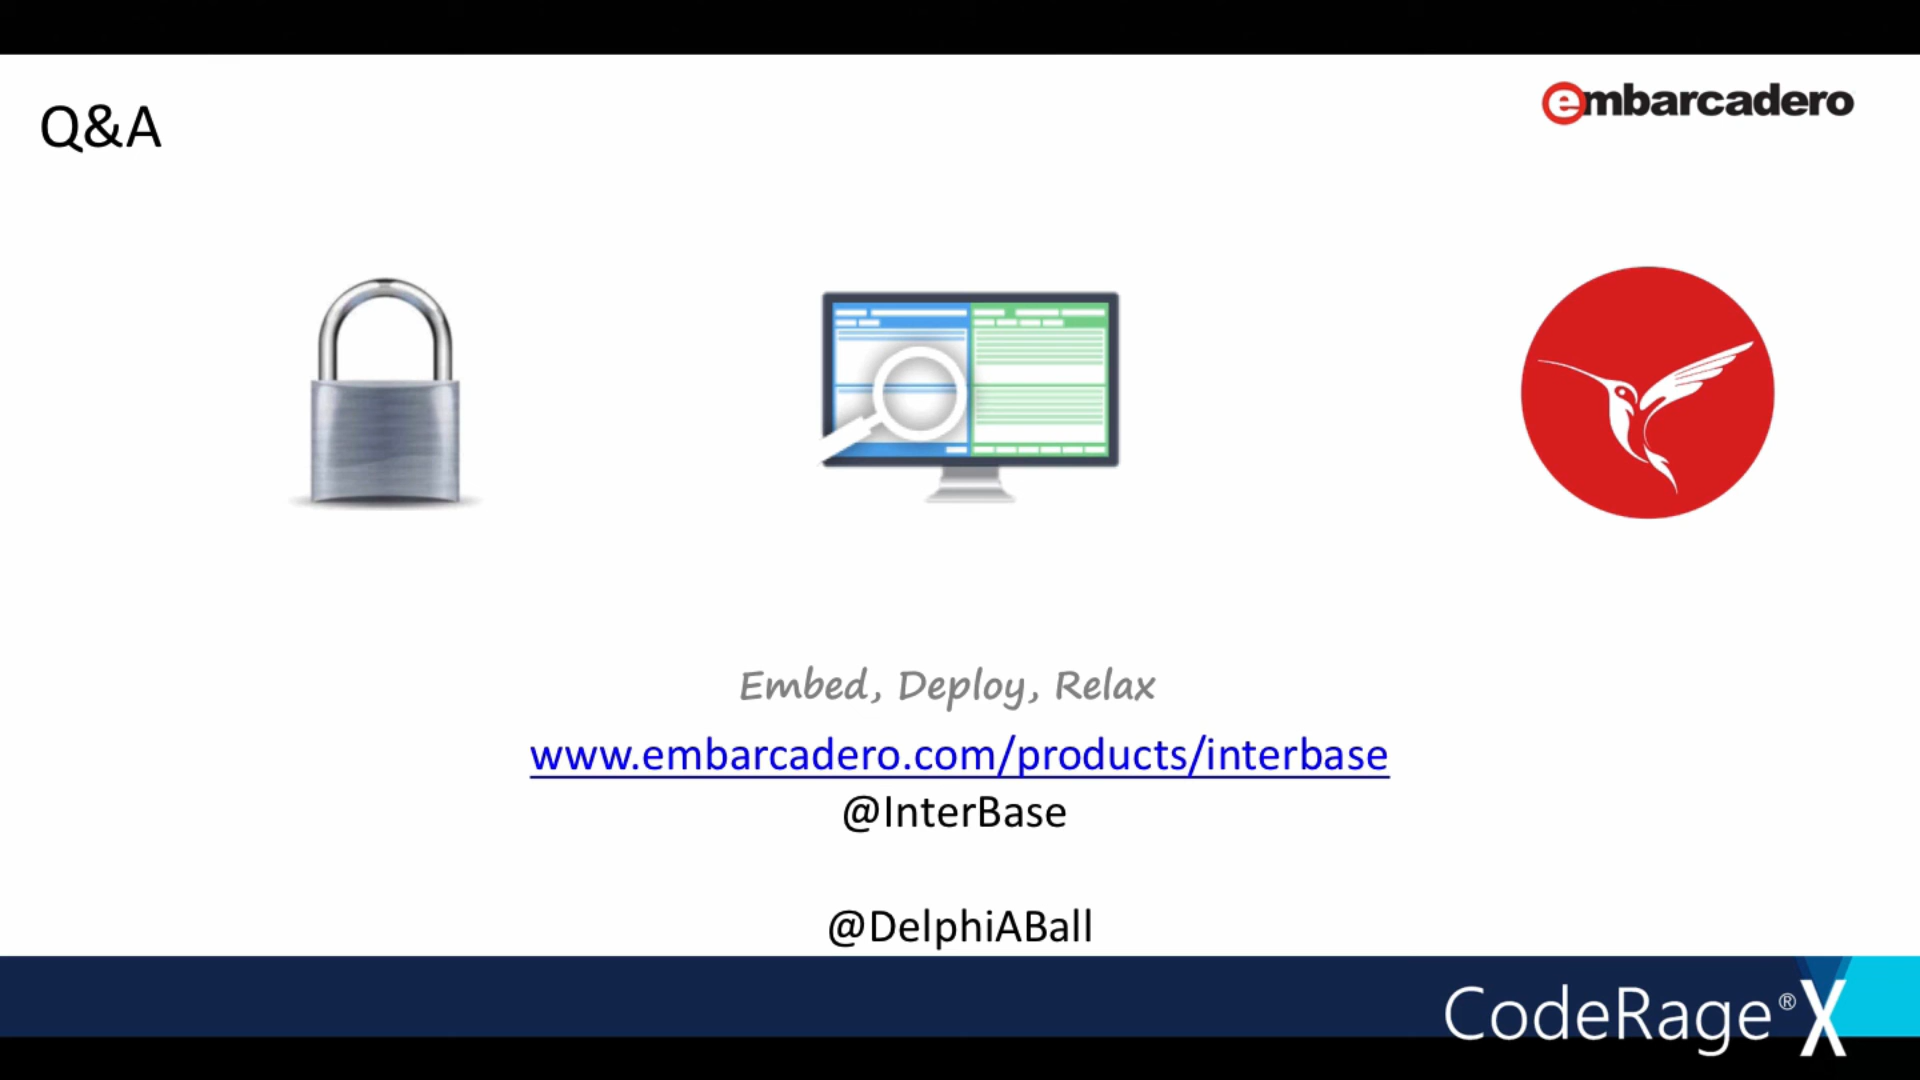 Q&A
embarcadero
Embed, Deploy, Relax
www.embarcadero.com/products/interbase
@InterBase
@DelphiABall
CodeRage® X